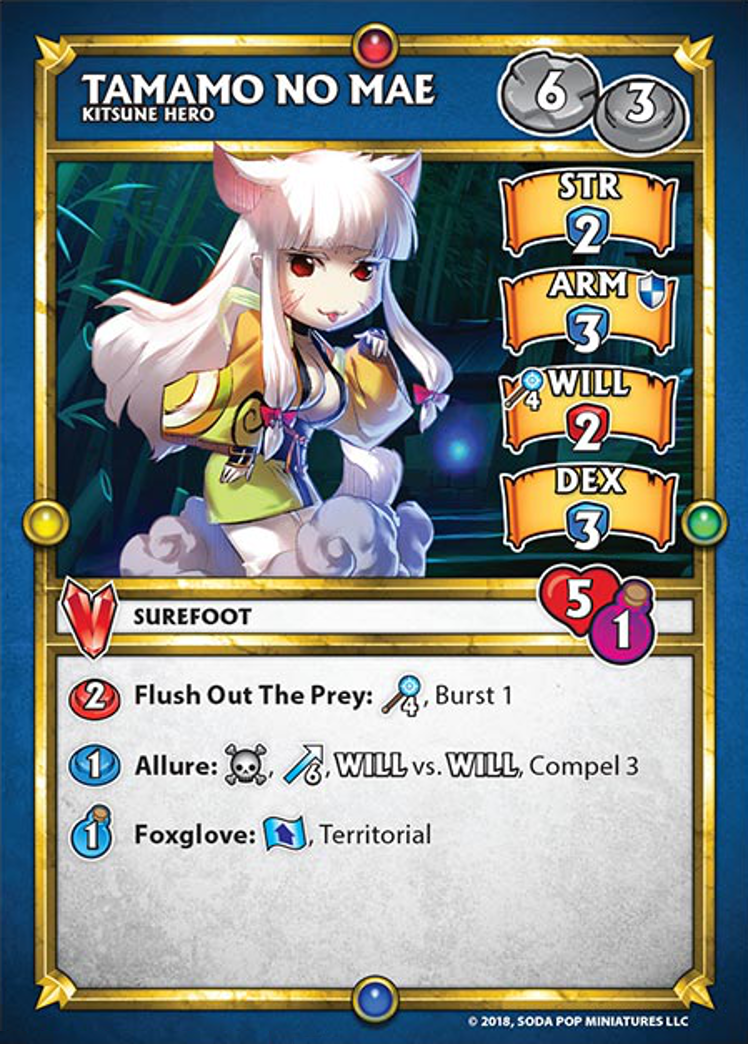 TAMAMO NO MAE
KITSUNE HERO
6
3
STR
2
ARM
3
4
WILL
2
DEX
3
SUREFOOT
5
1
2 Flush Out The Prey: 4, Burst 1
1 Allure: , 6, WILL vs. WILL, Compel 3
1 Foxglove: , Territorial
© 2018, SODA POP MINIATURES LLC